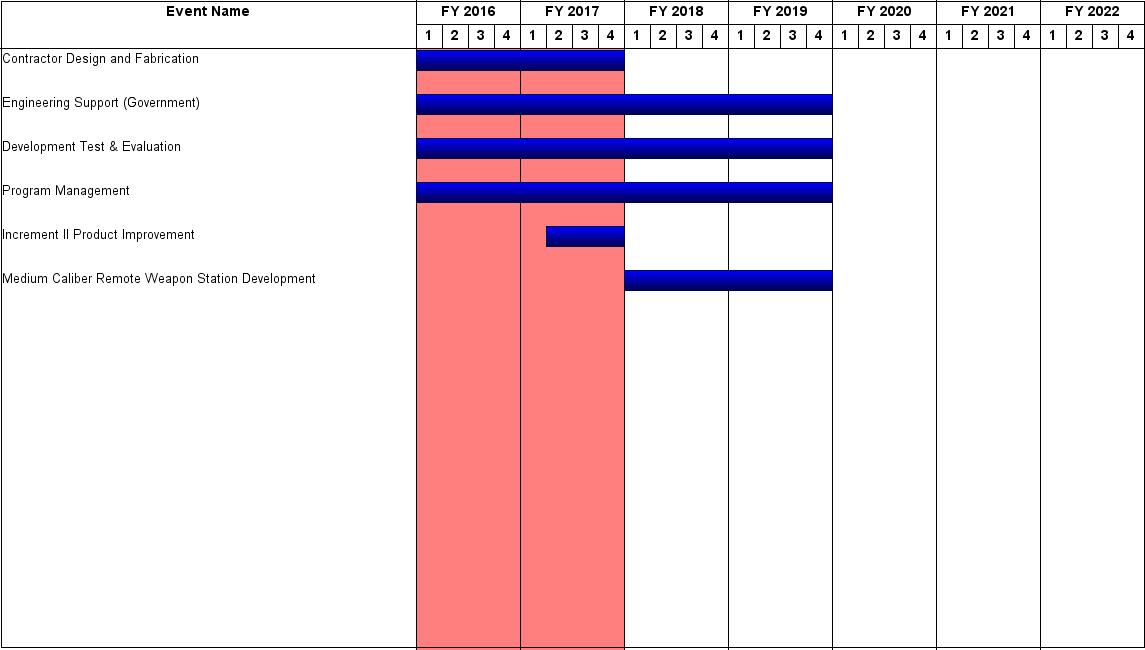 Event Name FY 2016 FY 2017 FY 2018 FY 2019 FY 2020 FY 2021 FY 2022
1 2 3 4 1 2 3 4 1 2 3 4 1 2 3 4 1 2 3 4 1 2 3 4 1 2 3 4
Contractor Design and Fabrication
Engineering Support (Government)
Development Test & Evaluation
Program Management
Increment II Product Improvement
Medium Caliber Remote Weapon Station Development